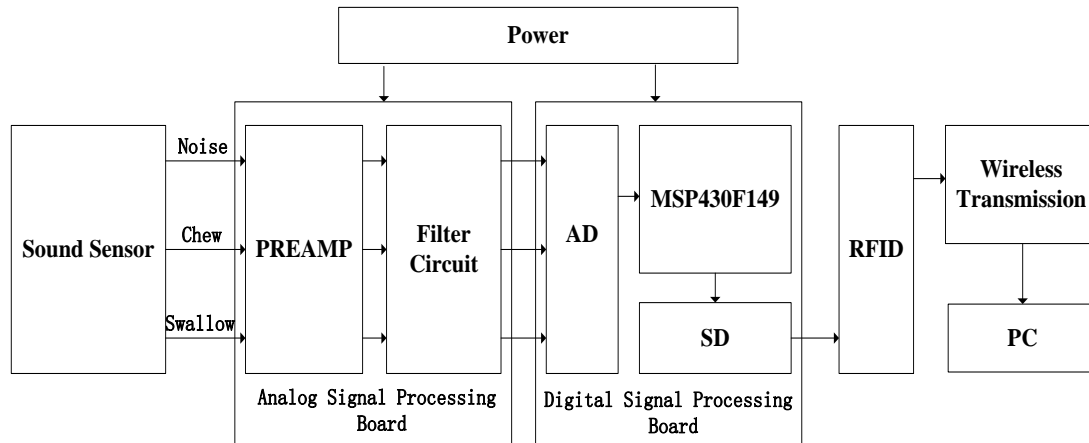 Power
Noise
Chew
Swallow
Sound Sensor
PREAMP
Filter
Circuit
Analog Signal Processing
Board
AD
MSP430F149
SD
Digital Signal Processing
Board
RFID
Wireless
Transmission
PC